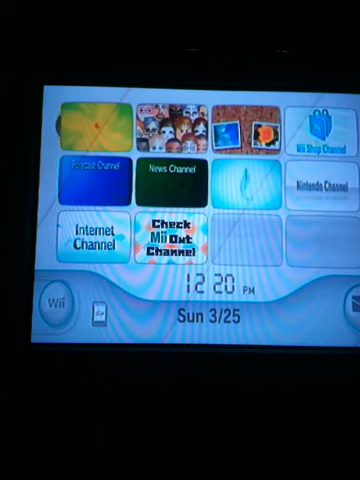 Wii Shop Channel
Forecast Channel
News Channel
Nintendo Channel
Internet
Channel
Check
Mii Out
Channel
12 20 PM
Wii
Sun 3/25